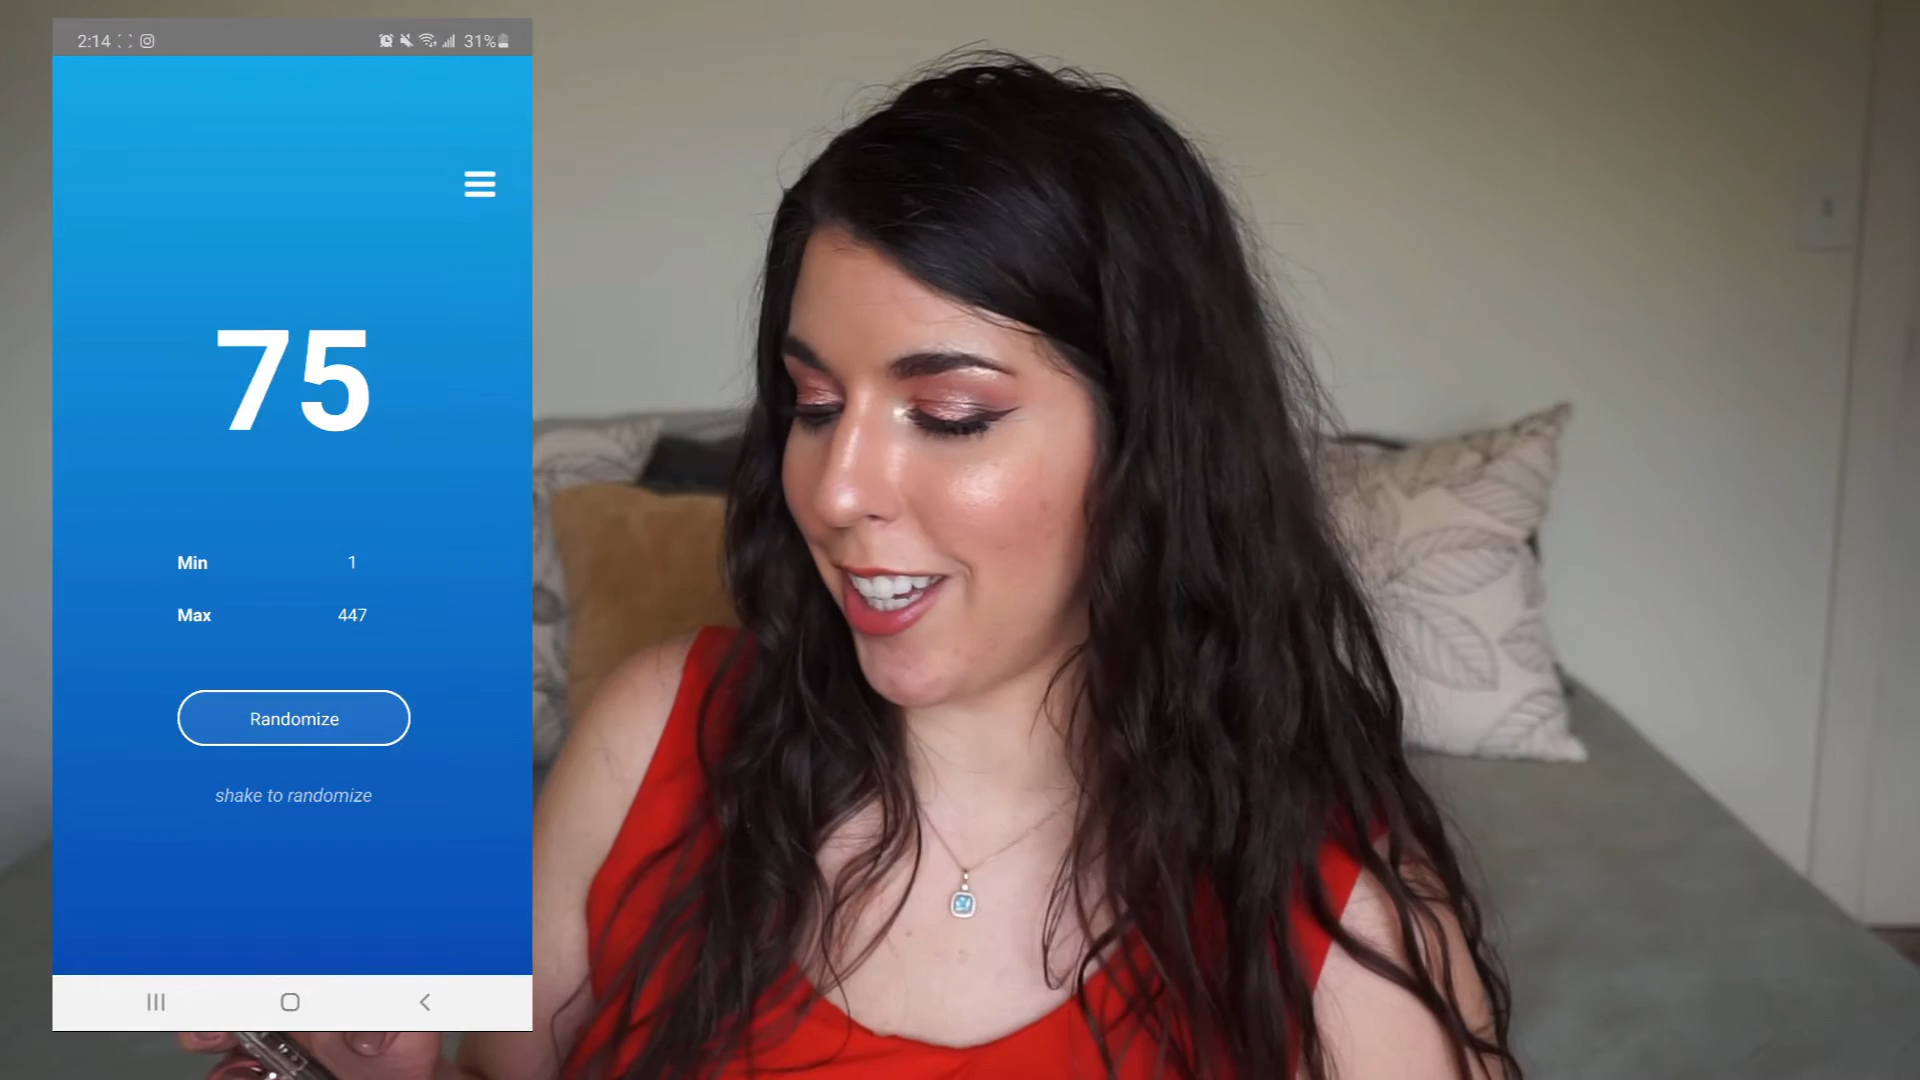 2:14 31%
75
Min 1
Max 447
Randomize
shake to randomize